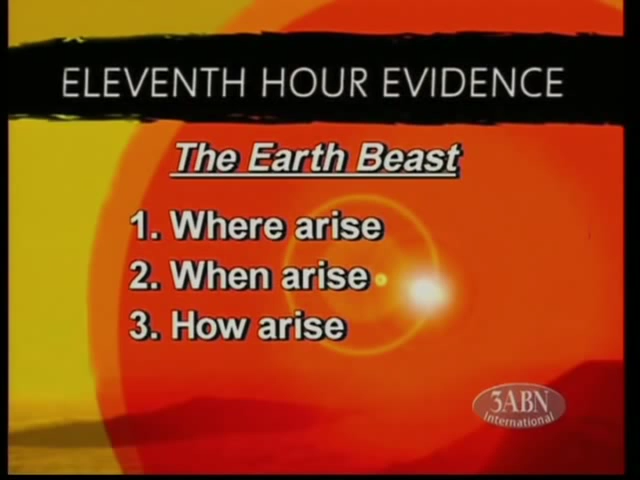 ELEVENTH HOUR EVIDENCE
The Earth Beast
1. Where arise
2. When arise
3. How arise
3ABN
International